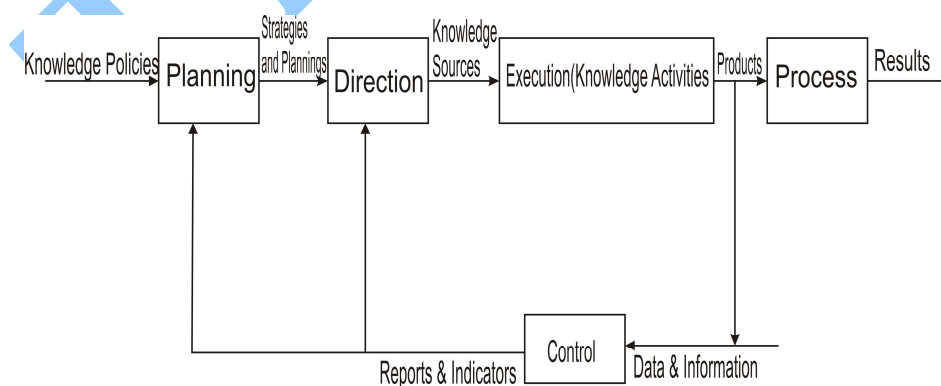 Knowledge Policies
Planning
Strategies
and Plannings
Direction
Knowledge
Sources
Execution(Knowledge Activities
Products
Process
Results
Control
Data & Information
Reports & Indicators